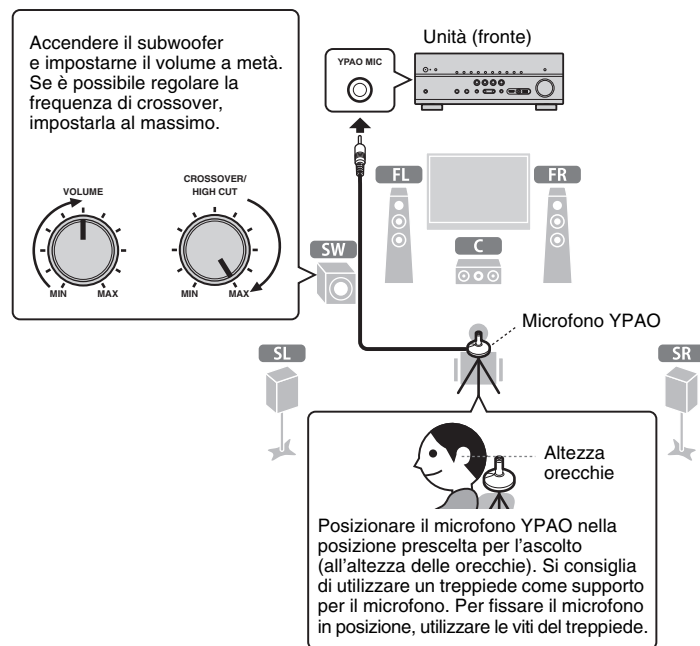 Accendere il subwoofer
e impostarne il volume a metà.
Se è possibile regolare la
frequenza di crossover,
impostarla al massimo.
VOLUME
MIN
MAX
CROSSOVER/
HIGH CUT
MIN
MAX
Unità (fronte)
YPAO MIC
FL
FR
C
SW
SL
SR
Microfono YPAO
Altezza
orecchie
Posizionare il microfono YPAO nella
posizione prescelta per l'ascolto
(all'altezza delle orecchie). Si consiglia
di utilizzare un treppiede come supporto
per il microfono. Per fissare il microfono
in posizione, utilizzare le viti del treppiede.